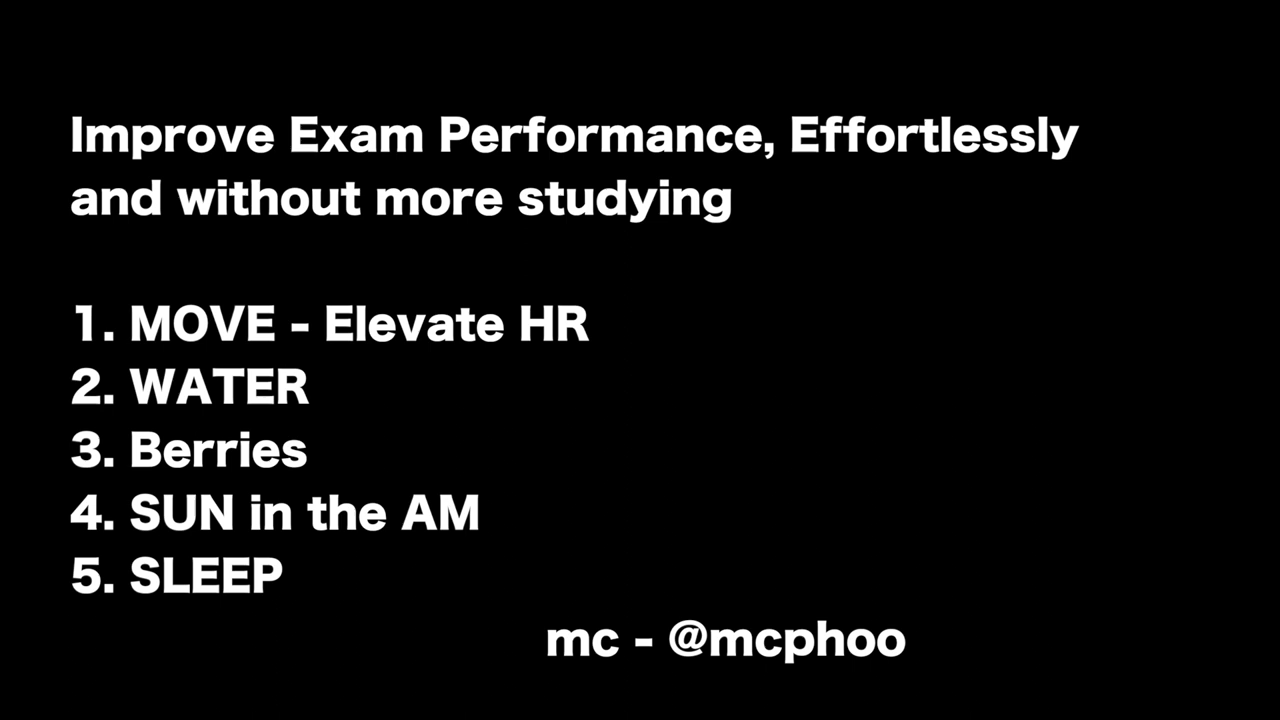 Improve Exam Performance, Effortlessly
and without more studying
1. MOVE - Elevate HR
2. WATER
3. Berries
4. SUN in the AM
5. SLEEP
mc - @mcphoo